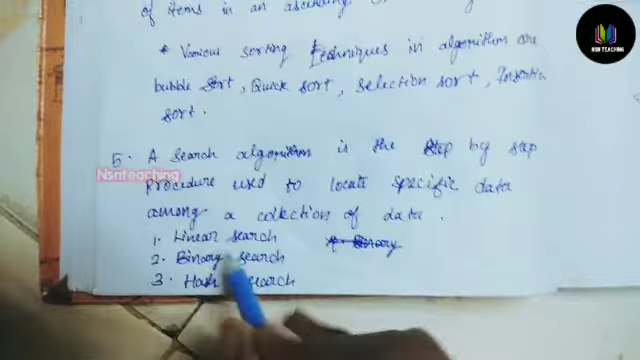 of items in an ascending or
* Various sorting techniques in algorithm are
bubble sort, Quick sort, selection sort, Insertion
sort.
5. A search algorithm is the step by step
Nsnteaching
procedure used to locate specific data
among a collection of data.
1. Linear search
2. Binary search
3. Hash search
NSN TEACHING